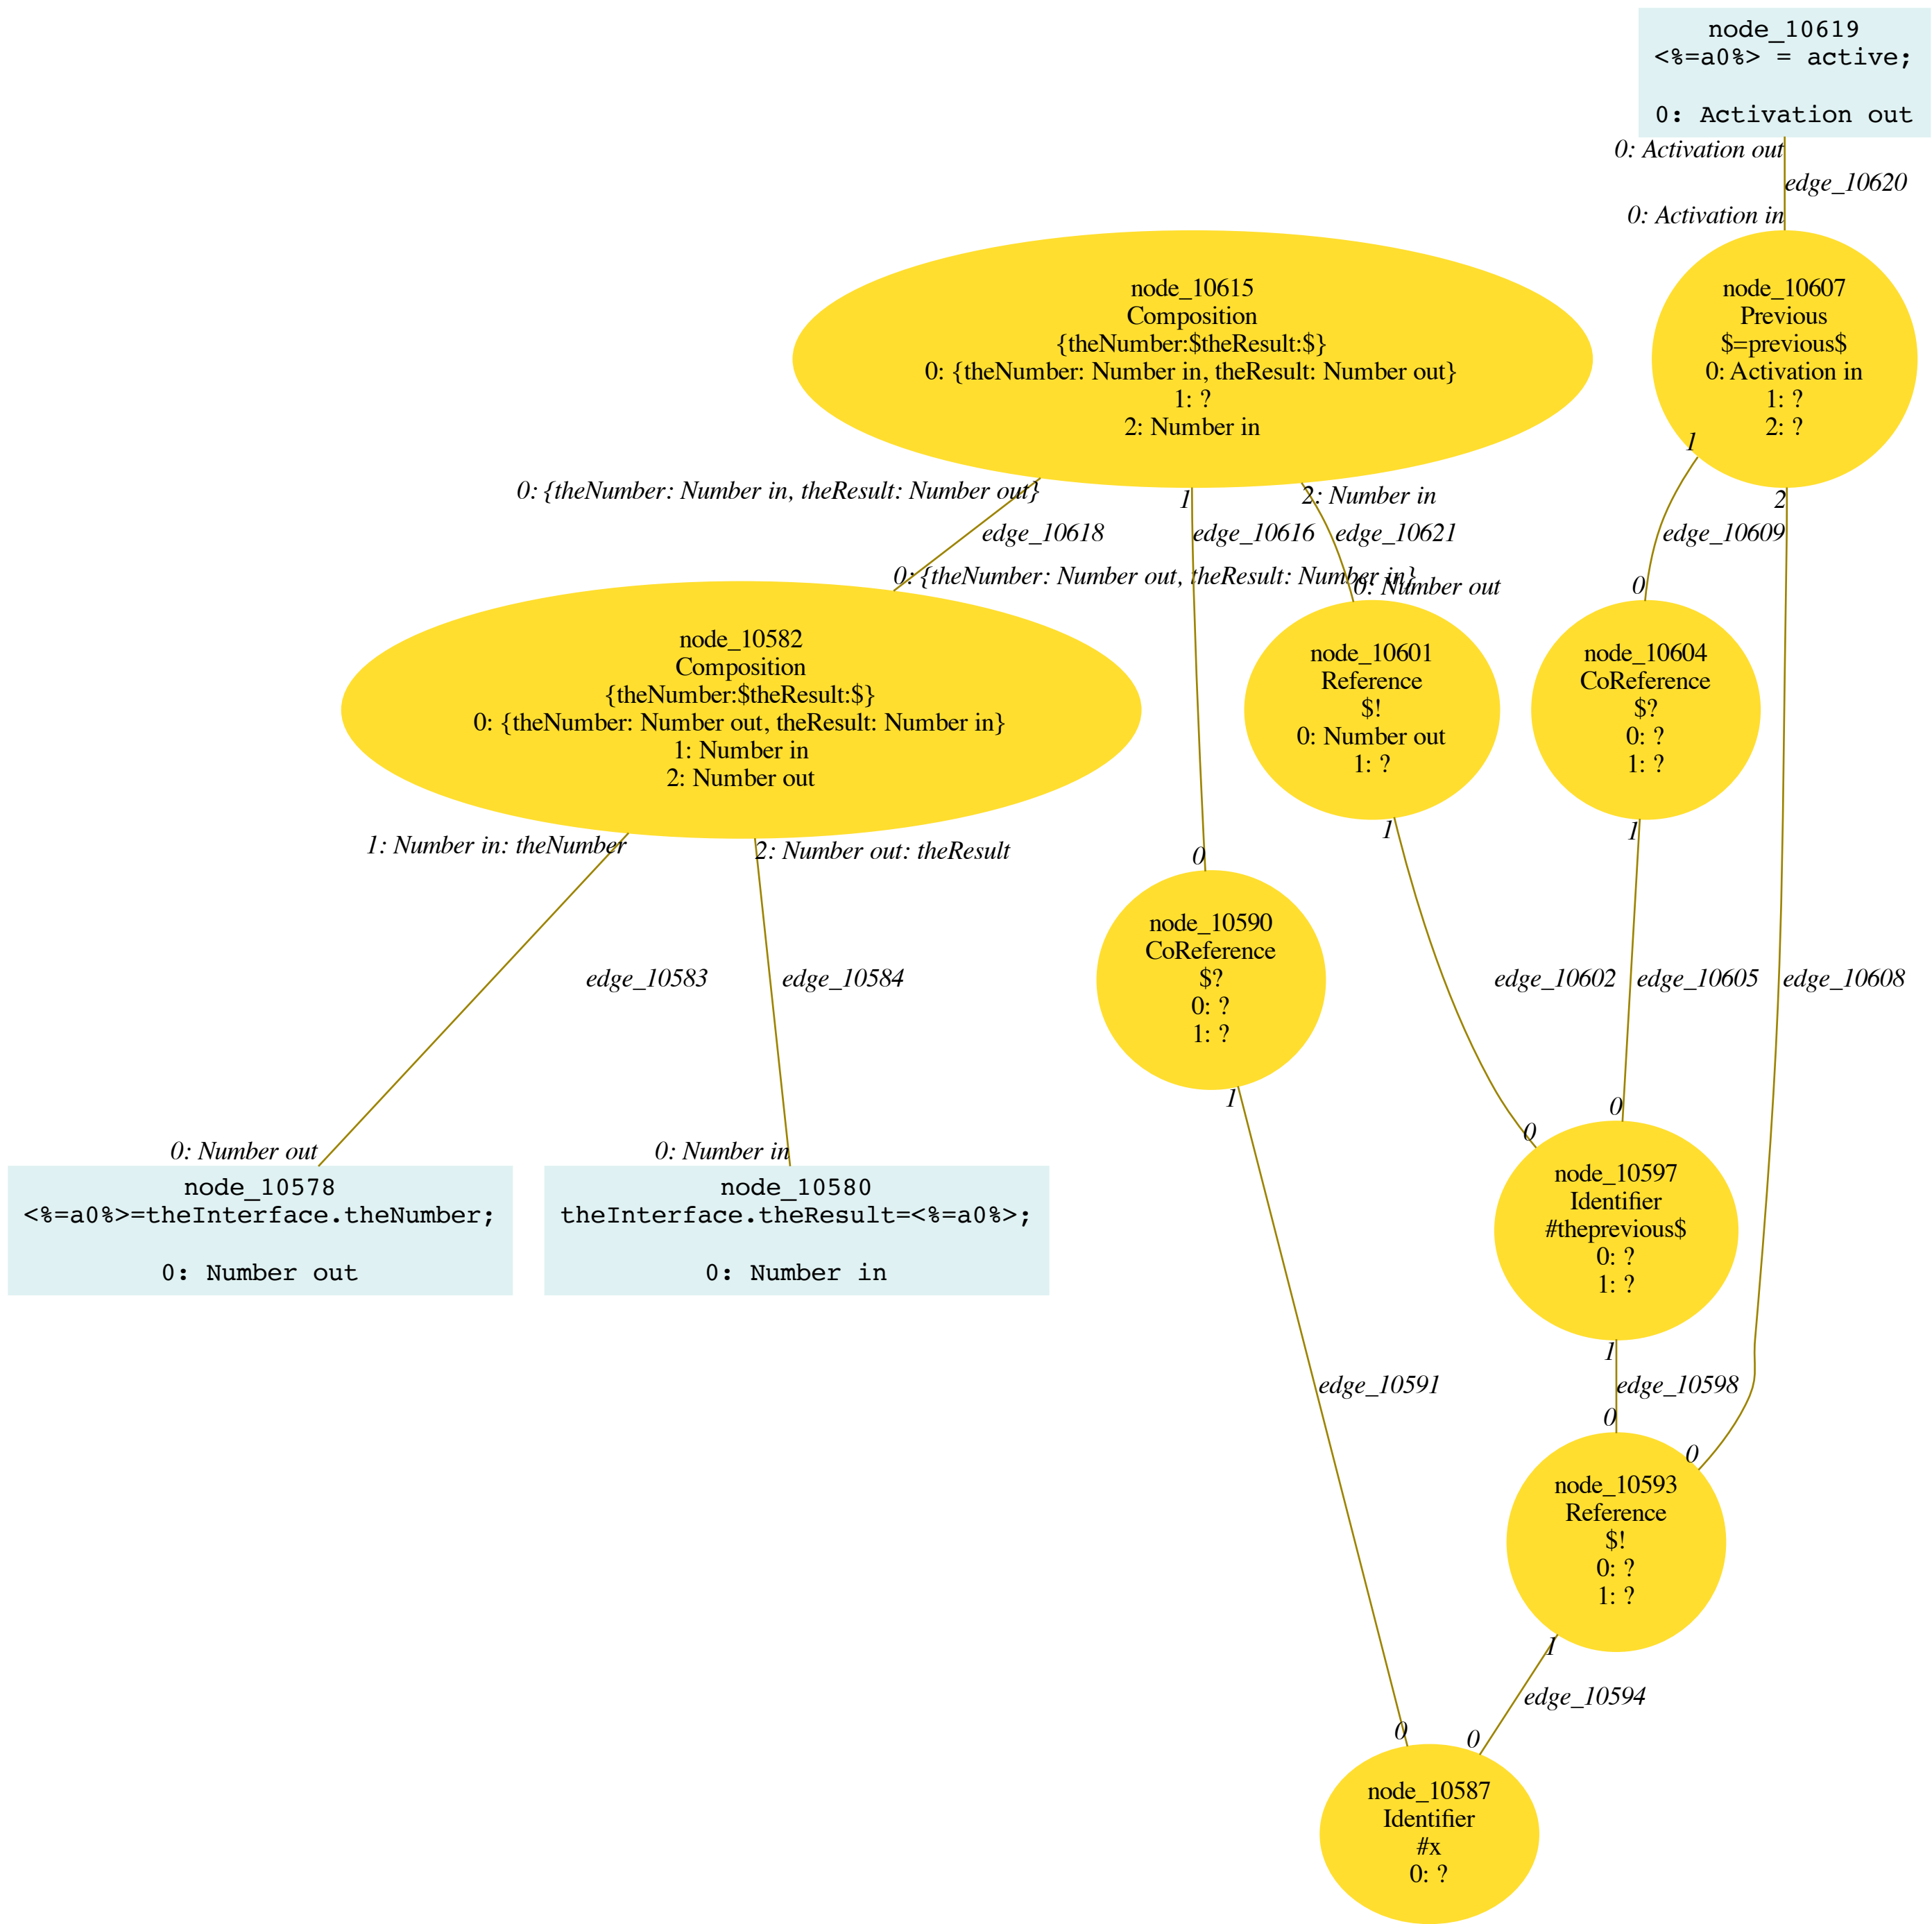 node_10619
<%=a0%> = active;
0: Activation out
0: Activation out
edge_10620
0: Activation in
node_10615
Composition
{theNumber:$theResult:$}
0: {theNumber: Number in, theResult: Number out}
1: ?
2: Number in
node_10607
Previous
$=previous$
0: Activation in
1: ?
2: ?
0: {theNumber: Number in, theResult: Number out}
1
2: Number in
1
2
edge_10618
edge_10616
edge_10621
edge_10609
0: {theNumber: Number out, theResult: Number in}
0: Number out
0
node_10582
Composition
{theNumber:$theResult:$}
0: {theNumber: Number out, theResult: Number in}
1: Number in
2: Number out
node_10601
Reference
$!
0: Number out
1: ?
node_10604
CoReference
$?
0: ?
1: ?
1: Number in: theNumber
2: Number out: theResult
1
1
0
node_10590
CoReference
$?
0: ?
1: ?
edge_10583
edge_10584
edge_10602
edge_10605
edge_10608
1
0: Number out
0: Number in
0
0
node_10578
<%=a0%>=theInterface.theNumber;
0: Number out
node_10580
theInterface.theResult=<%=a0%>;
0: Number in
node_10597
Identifier
#theprevious$
0: ?
1: ?
1
edge_10591
edge_10598
0
0
node_10593
Reference
$!
0: ?
1: ?
1
edge_10594
0
0
node_10587
Identifier
#x
0: ?